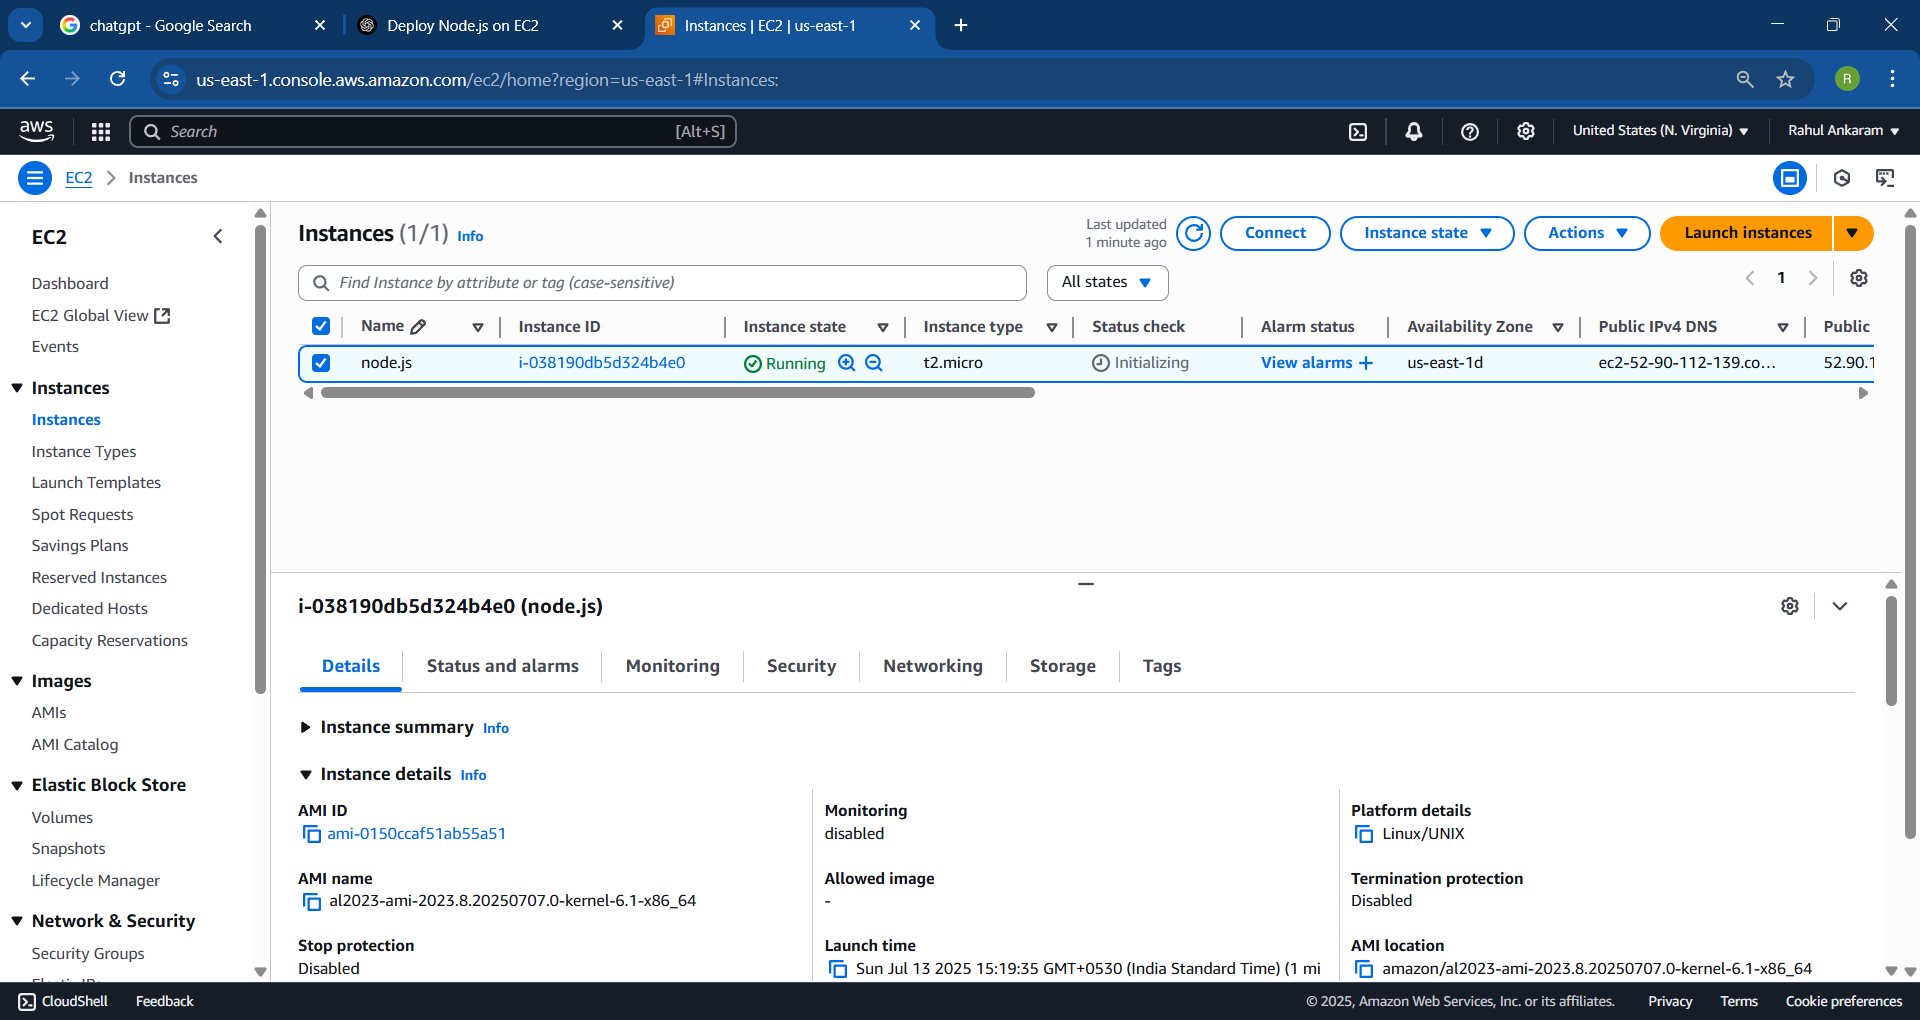 chatgpt - Google Search
Deploy Node.js on EC2
Instances | EC2 | us-east-1
us-east-1.console.aws.amazon.com/ec2/home?region=us-east-1#Instances:
R
aws
Search
[Alt+S]
United States (N. Virginia)
Rahul Ankaram
EC2
Instances
EC2
Dashboard
EC2 Global View
Events
Instances
Instances
Instance Types
Launch Templates
Spot Requests
Savings Plans
Reserved Instances
Dedicated Hosts
Capacity Reservations
Images
AMIs
AMI Catalog
Elastic Block Store
Volumes
Snapshots
Lifecycle Manager
Network & Security
Security Groups
Instances (1/1) Info
Last updated
1 minute ago
Connect
Instance state
Actions
Launch instances
Find Instance by attribute or tag (case-sensitive)
All states
1
Name Instance ID Instance state Instance type Status check Alarm status Availability Zone Public IPv4 DNS Public
node.js i-038190db5d324b4e0 Running t2.micro Initializing View alarms + us-east-1d ec2-52-90-112-139.co... 52.90.1
i-038190db5d324b4e0 (node.js)
Details
Status and alarms
Monitoring
Security
Networking
Storage
Tags
Instance summary Info
Instance details Info
AMI ID
ami-0150ccaf51ab55a51
Monitoring
disabled
Platform details
Linux/UNIX
AMI name
al2023-ami-2023.8.20250707.0-kernel-6.1-x86_64
Allowed image
-
Termination protection
Disabled
Stop protection
Disabled
Launch time
Sun Jul 13 2025 15:19:35 GMT+0530 (India Standard Time) (1 mi
AMI location
amazon/al2023-ami-2023.8.20250707.0-kernel-6.1-x86_64
CloudShell
Feedback
© 2025, Amazon Web Services, Inc. or its affiliates.
Privacy
Terms
Cookie preferences